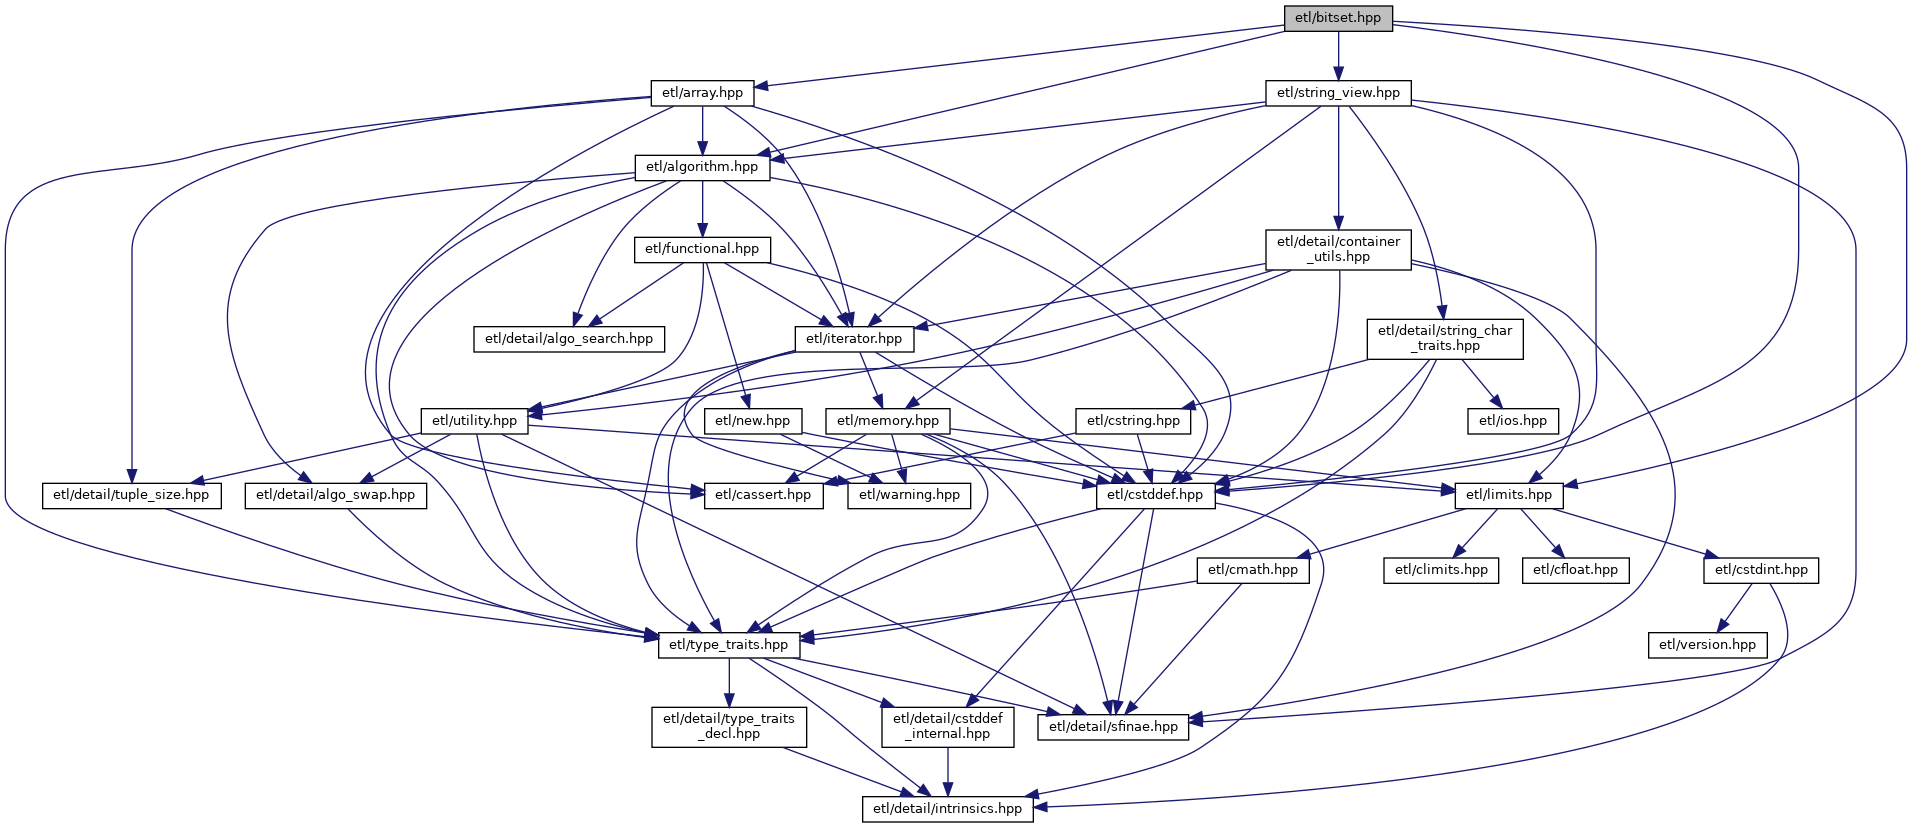 etl/bitset.hpp
etl/array.hpp
etl/string_view.hpp
etl/algorithm.hpp
etl/functional.hpp
etl/detail/container
_utils.hpp
etl/detail/algo_search.hpp
etl/iterator.hpp
etl/detail/string_char
_traits.hpp
etl/utility.hpp
etl/new.hpp
etl/memory.hpp
etl/cstring.hpp
etl/ios.hpp
etl/detail/tuple_size.hpp
etl/detail/algo_swap.hpp
etl/cassert.hpp
etl/warning.hpp
etl/cstddef.hpp
etl/limits.hpp
etl/cmath.hpp
etl/climits.hpp
etl/cfloat.hpp
etl/cstdint.hpp
etl/type_traits.hpp
etl/version.hpp
etl/detail/type_traits
_decl.hpp
etl/detail/cstddef
_internal.hpp
etl/detail/sfinae.hpp
etl/detail/intrinsics.hpp